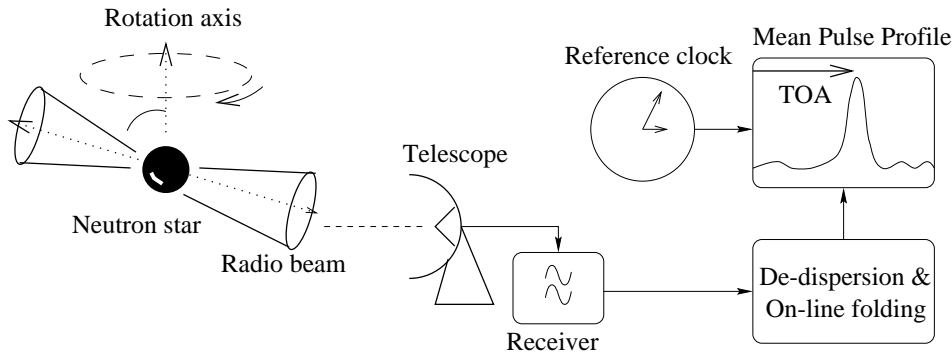 Rotation axis
Neutron star
Radio beam
Telescope
Receiver
Reference clock
Mean Pulse Profile
TOA
De-dispersion &
On-line folding